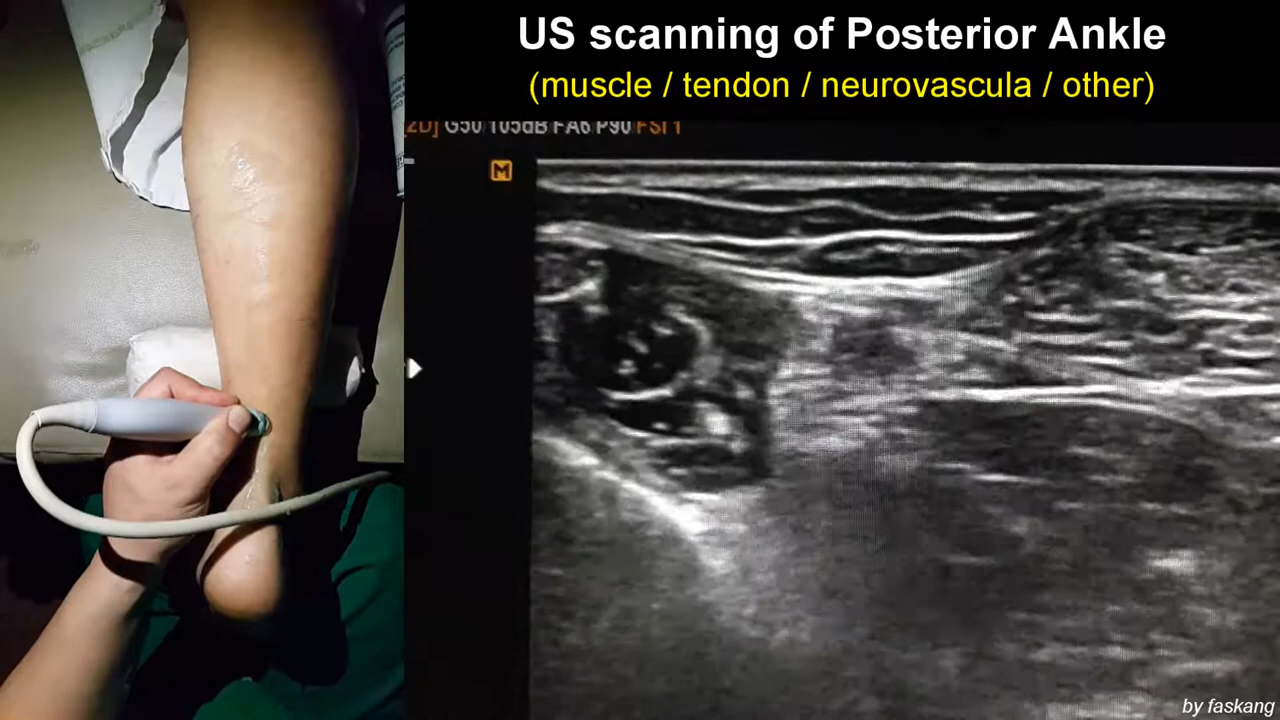 US scanning of Posterior Ankle
(muscle / tendon / neurovascula / other)
[2D] G50 105dB FA6 P90 FSI 1
M
by faskang